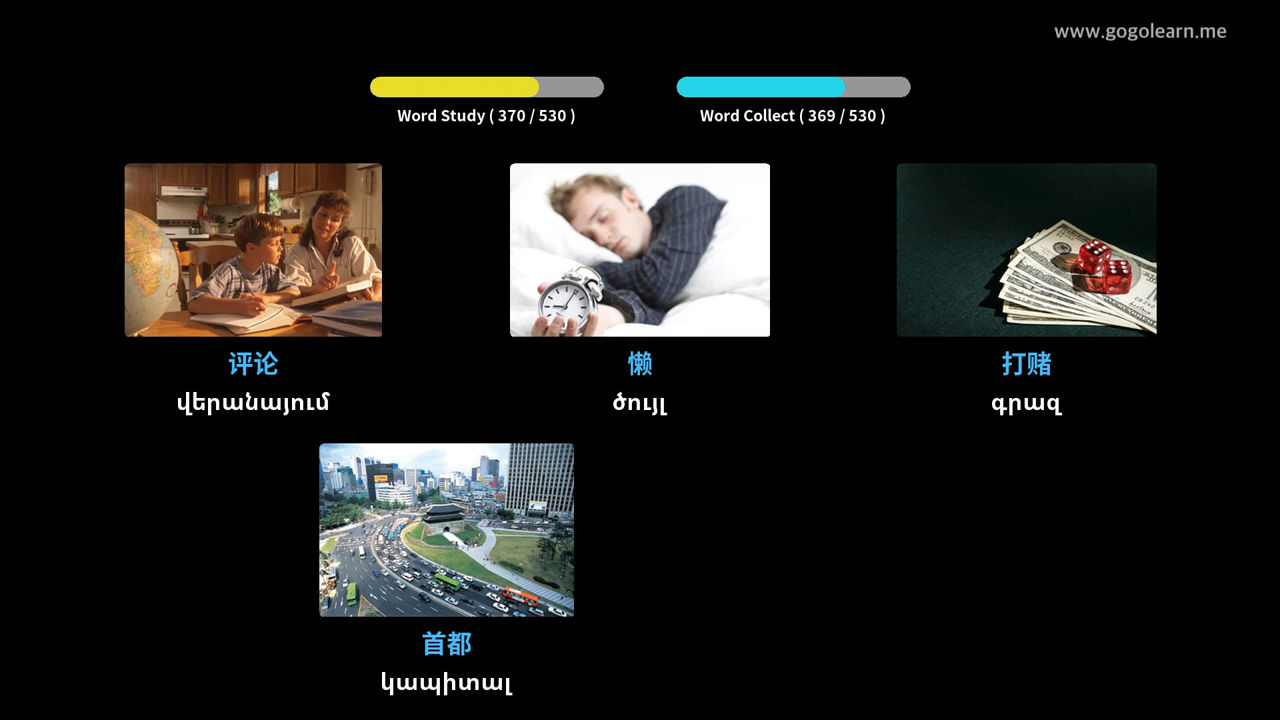 www.gogolearn.me
Word Study ( 370 / 530 )
Word Collect ( 369 / 530 )
评论
վերանայում
懒
ծույլ
打赌
գրազ
首都
կապիտալ